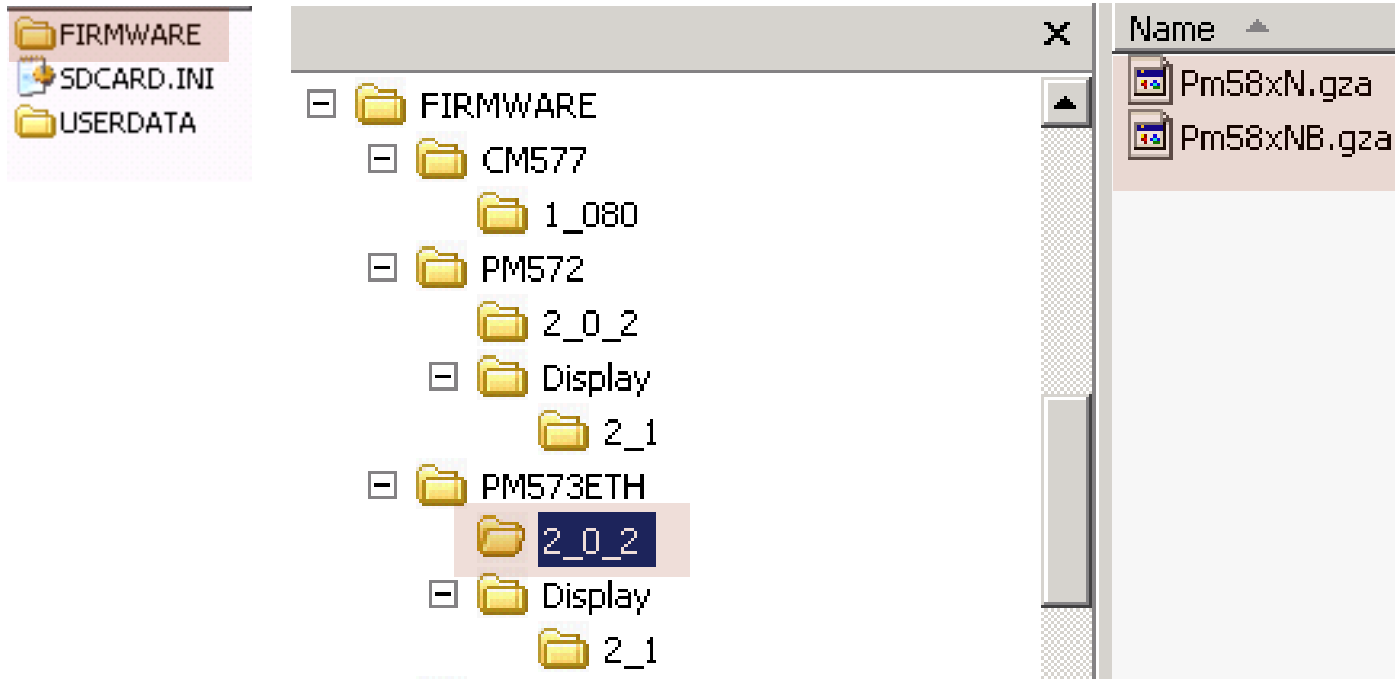 FIRMWARE
SDCARD.INI
USERDATA
FIRMWARE
CM577
1_080
PM572
2_0_2
Display
2_1
PM573ETH
2_0_2
Display
2_1
Name
Pm58xN.gza
Pm58xNB.gza